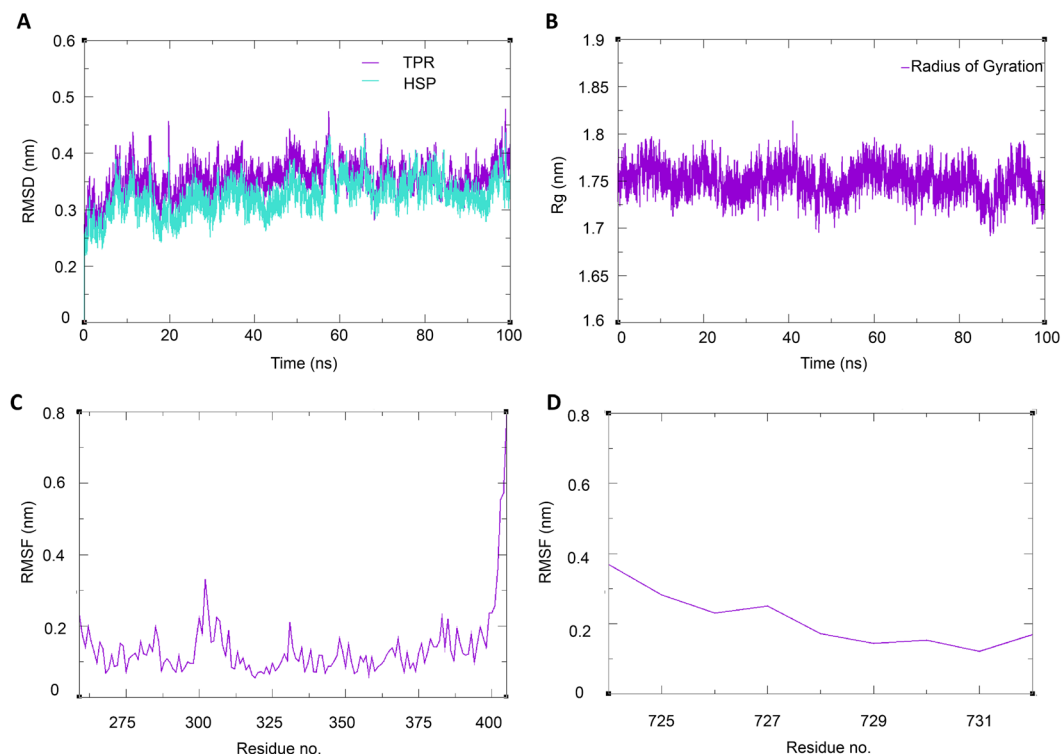 A
RMSD (nm)
0.6
0.5
0.4
0.3
0.2
0
TPR
HSP
0 20 40 60 80 100
Time (ns)
B
Rg (nm)
1.9
1.85
1.8
1.75
1.7
1.65
1.6
Radius of Gyration
0 20 40 60 80 100
Time (ns)
C
RMSF (nm)
0.8
0.6
0.4
0.2
0
275 300 325 350 375 400
Residue no.
D
RMSF (nm)
0.8
0.6
0.4
0.2
0
725 727 729 731
Residue no.